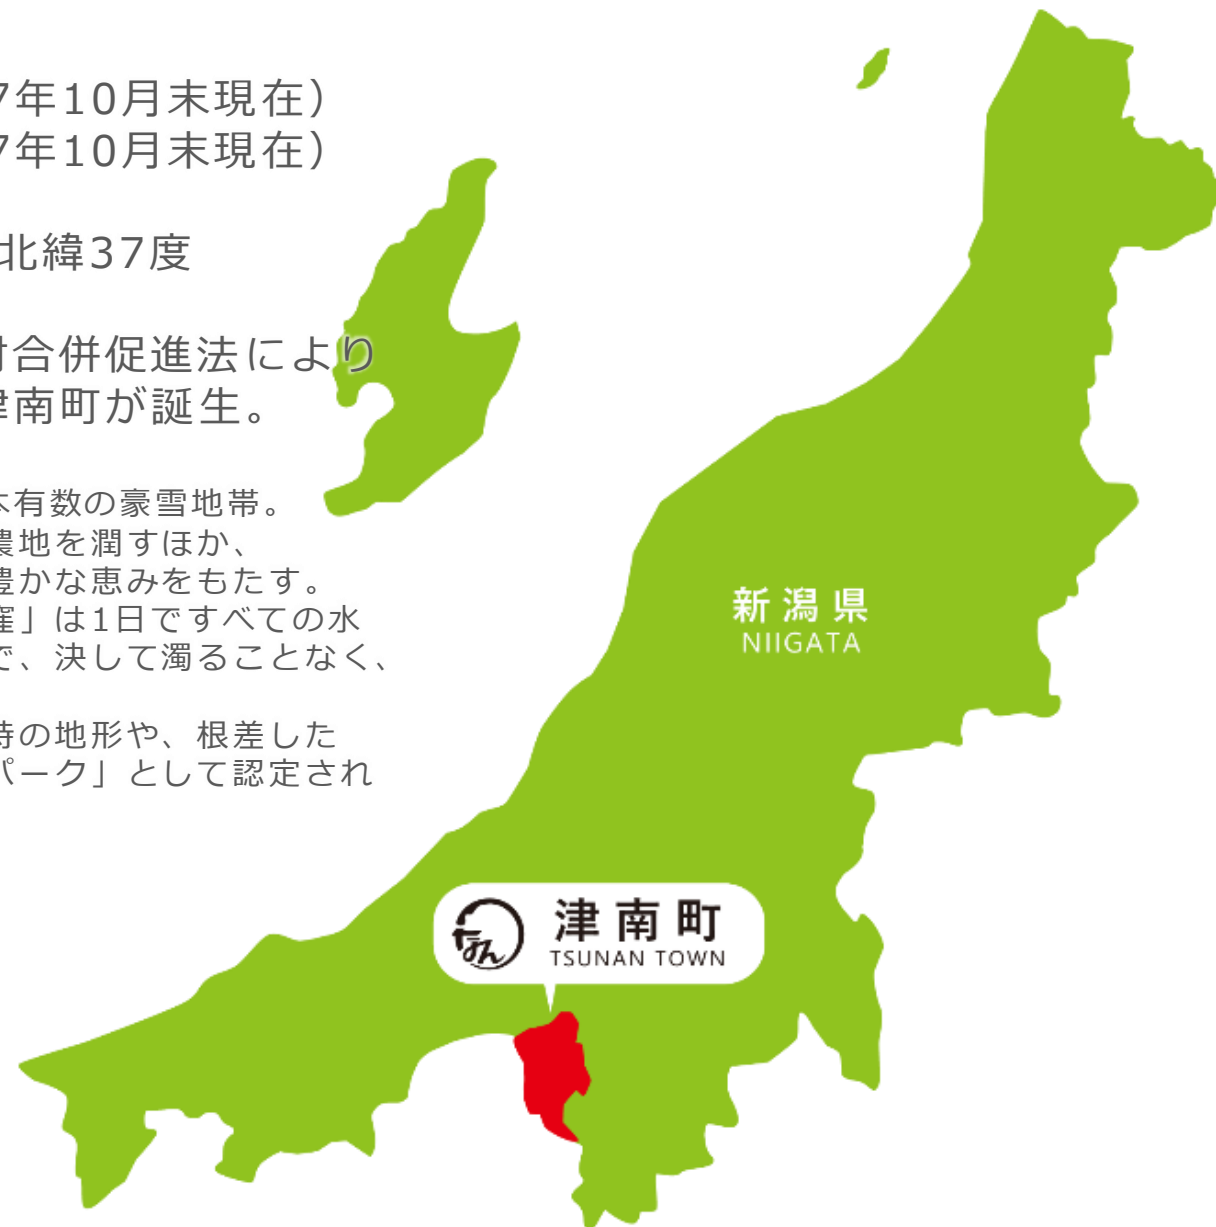 7年10月末現在）
7年10月末現在）
北緯37度
村合併促進法により
津南町が誕生。
本有数の豪雪地帯。
農地を潤すほか、
豊かな恵みをもたす。
窪」は1日ですべての水
で、決して濁ることなく、
時の地形や、根差した
パーク」として認定され
新潟県
NIIGATA
津南町
TSUNAN TOWN